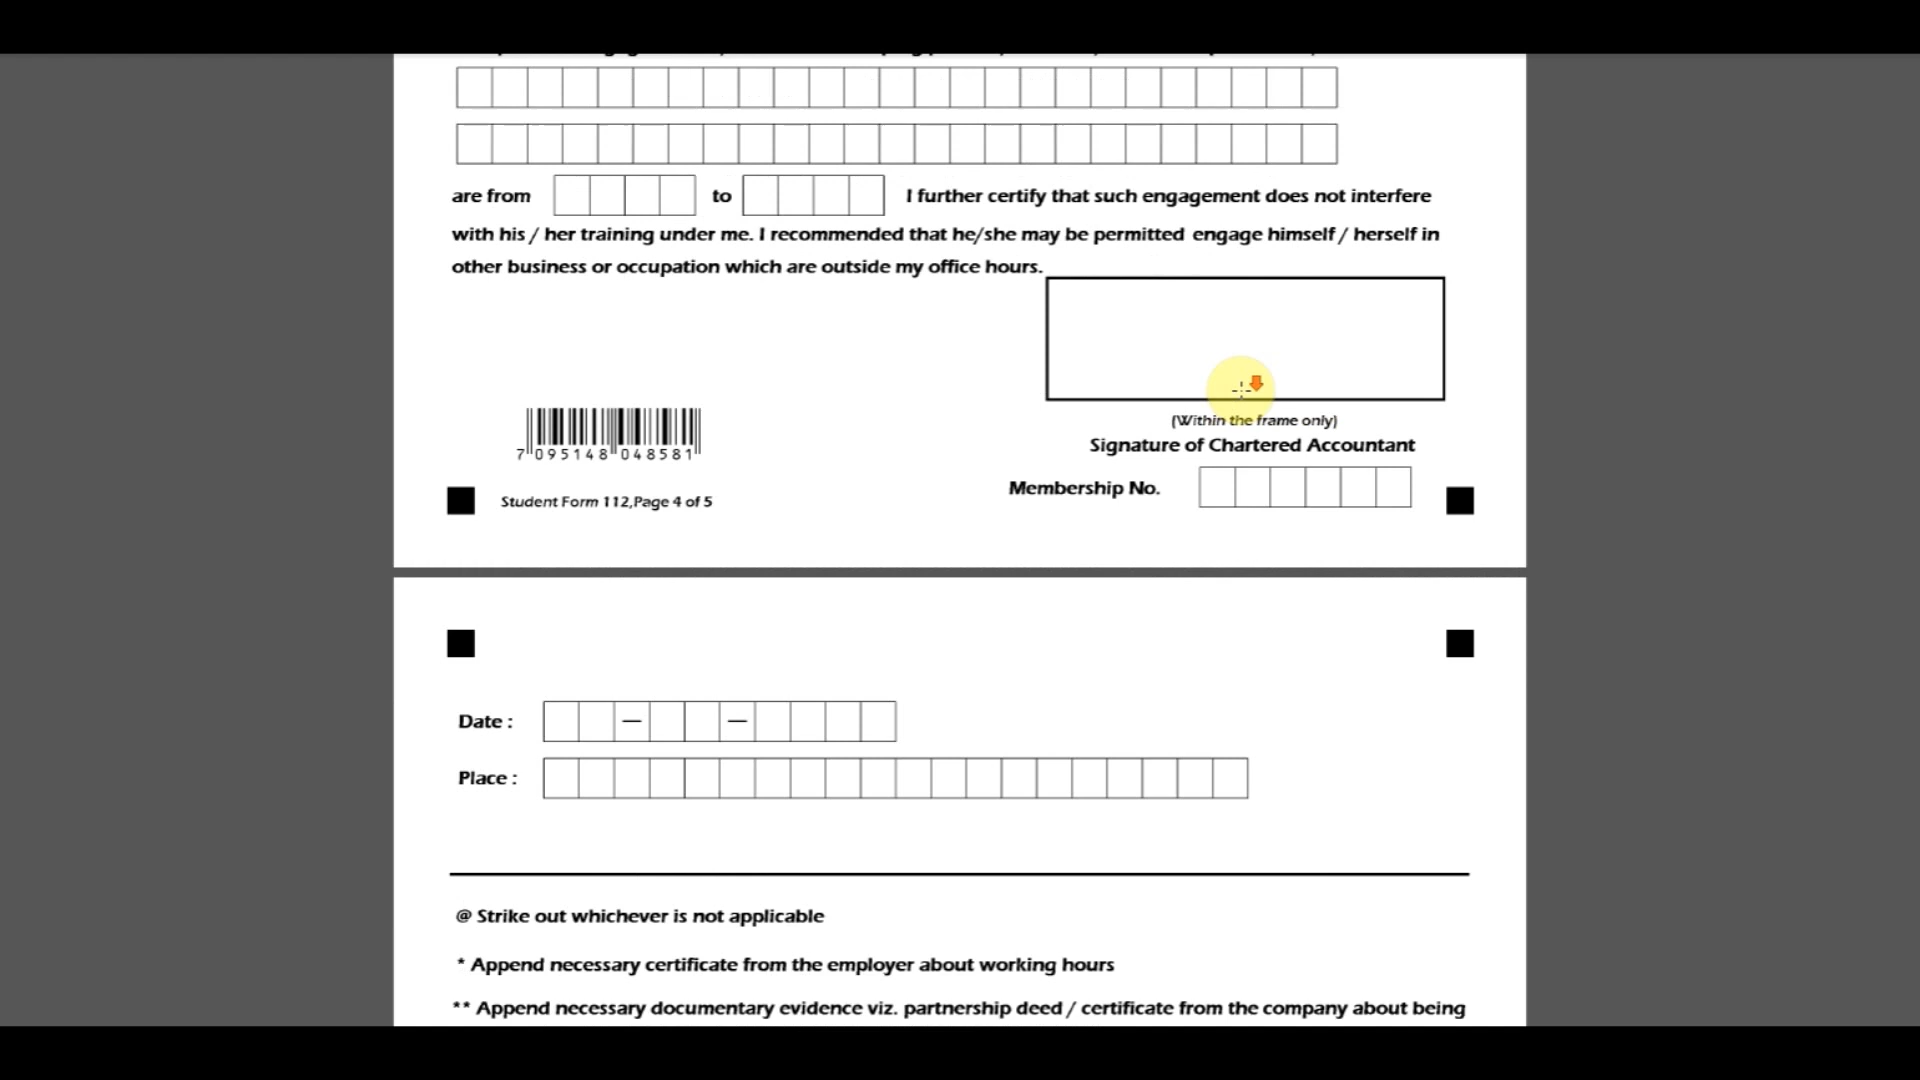 are from to I further certify that such engagement does not interfere
with his / her training under me. I recommended that he/she may be permitted engage himself / herself in
other business or occupation which are outside my office hours.
(Within the frame only)
Signature of Chartered Accountant
7 095148 048581
Membership No.
Student Form 112,Page 4 of 5
Date : — —
Place :
@ Strike out whichever is not applicable
* Append necessary certificate from the employer about working hours
** Append necessary documentary evidence viz. partnership deed / certificate from the company about being